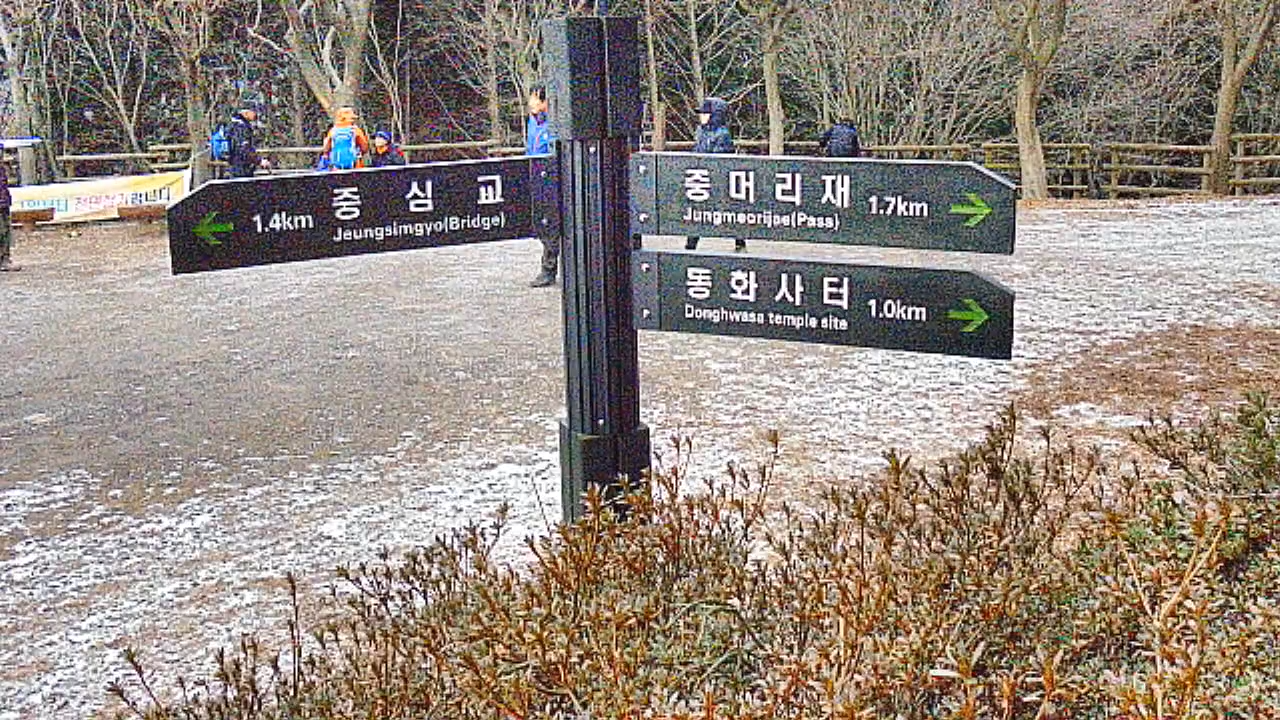 1.4km 증심교
Jeungsimgyo(Bridge)
중머리재 1.7km
Jungmeorijae(Pass)
동화사터 1.0km
Donghwasa temple site